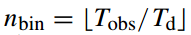 n_bin = ⌊T_obs/T_d⌋